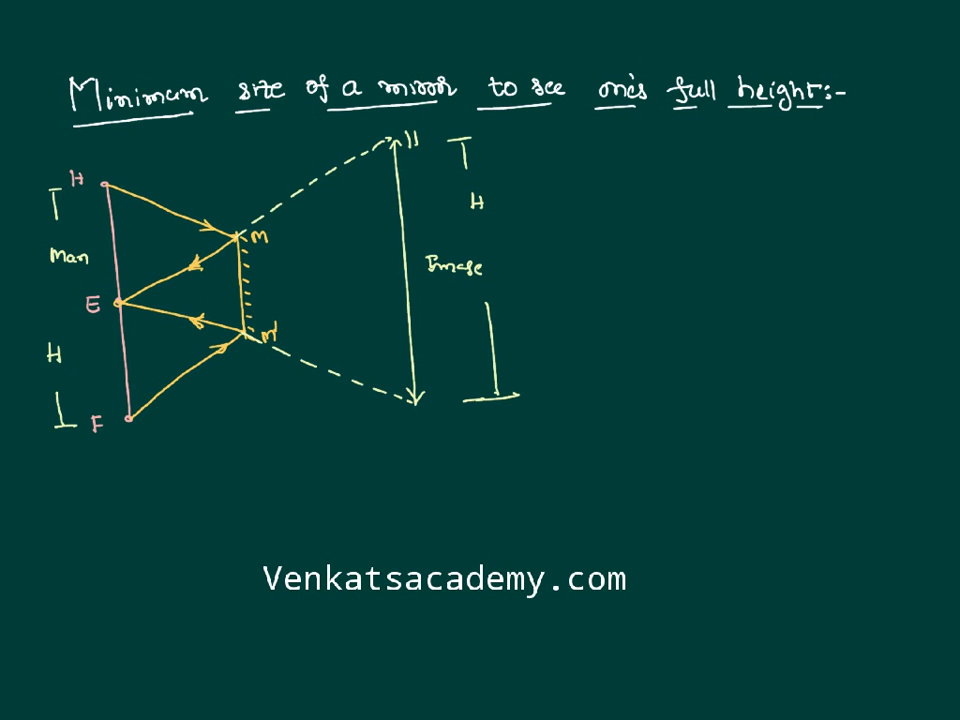 Minimum size of a mirror to see one's full height:-
H
H
Man
M
Image
E
M'
H
F
Venkatsacademy.com